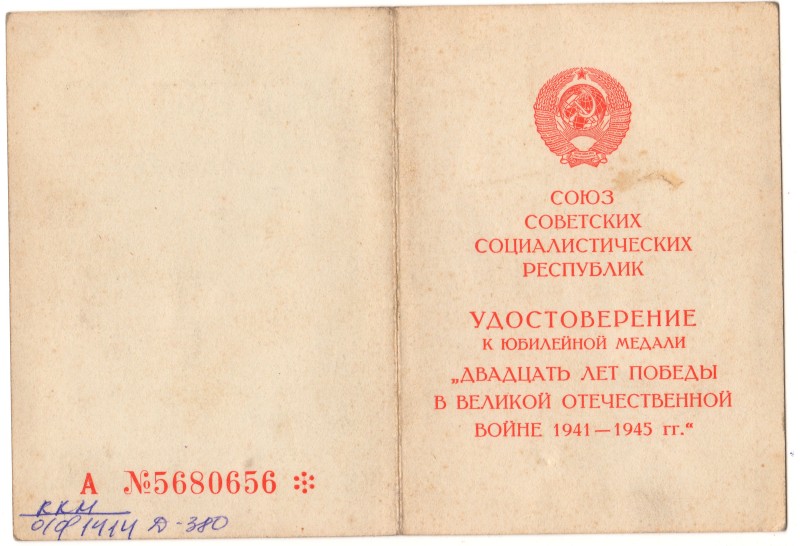 А №5680656
ККМ
О/Ф 1414 Д-380
СОЮЗ
СОВЕТСКИХ
СОЦИАЛИСТИЧЕСКИХ
РЕСПУБЛИК
УДОСТОВЕРЕНИЕ
К ЮБИЛЕЙНОЙ МЕДАЛИ
„ДВАДЦАТЬ ЛЕТ ПОБЕДЫ
В ВЕЛИКОЙ ОТЕЧЕСТВЕННОЙ
ВОЙНЕ 1941—1945 гг.“